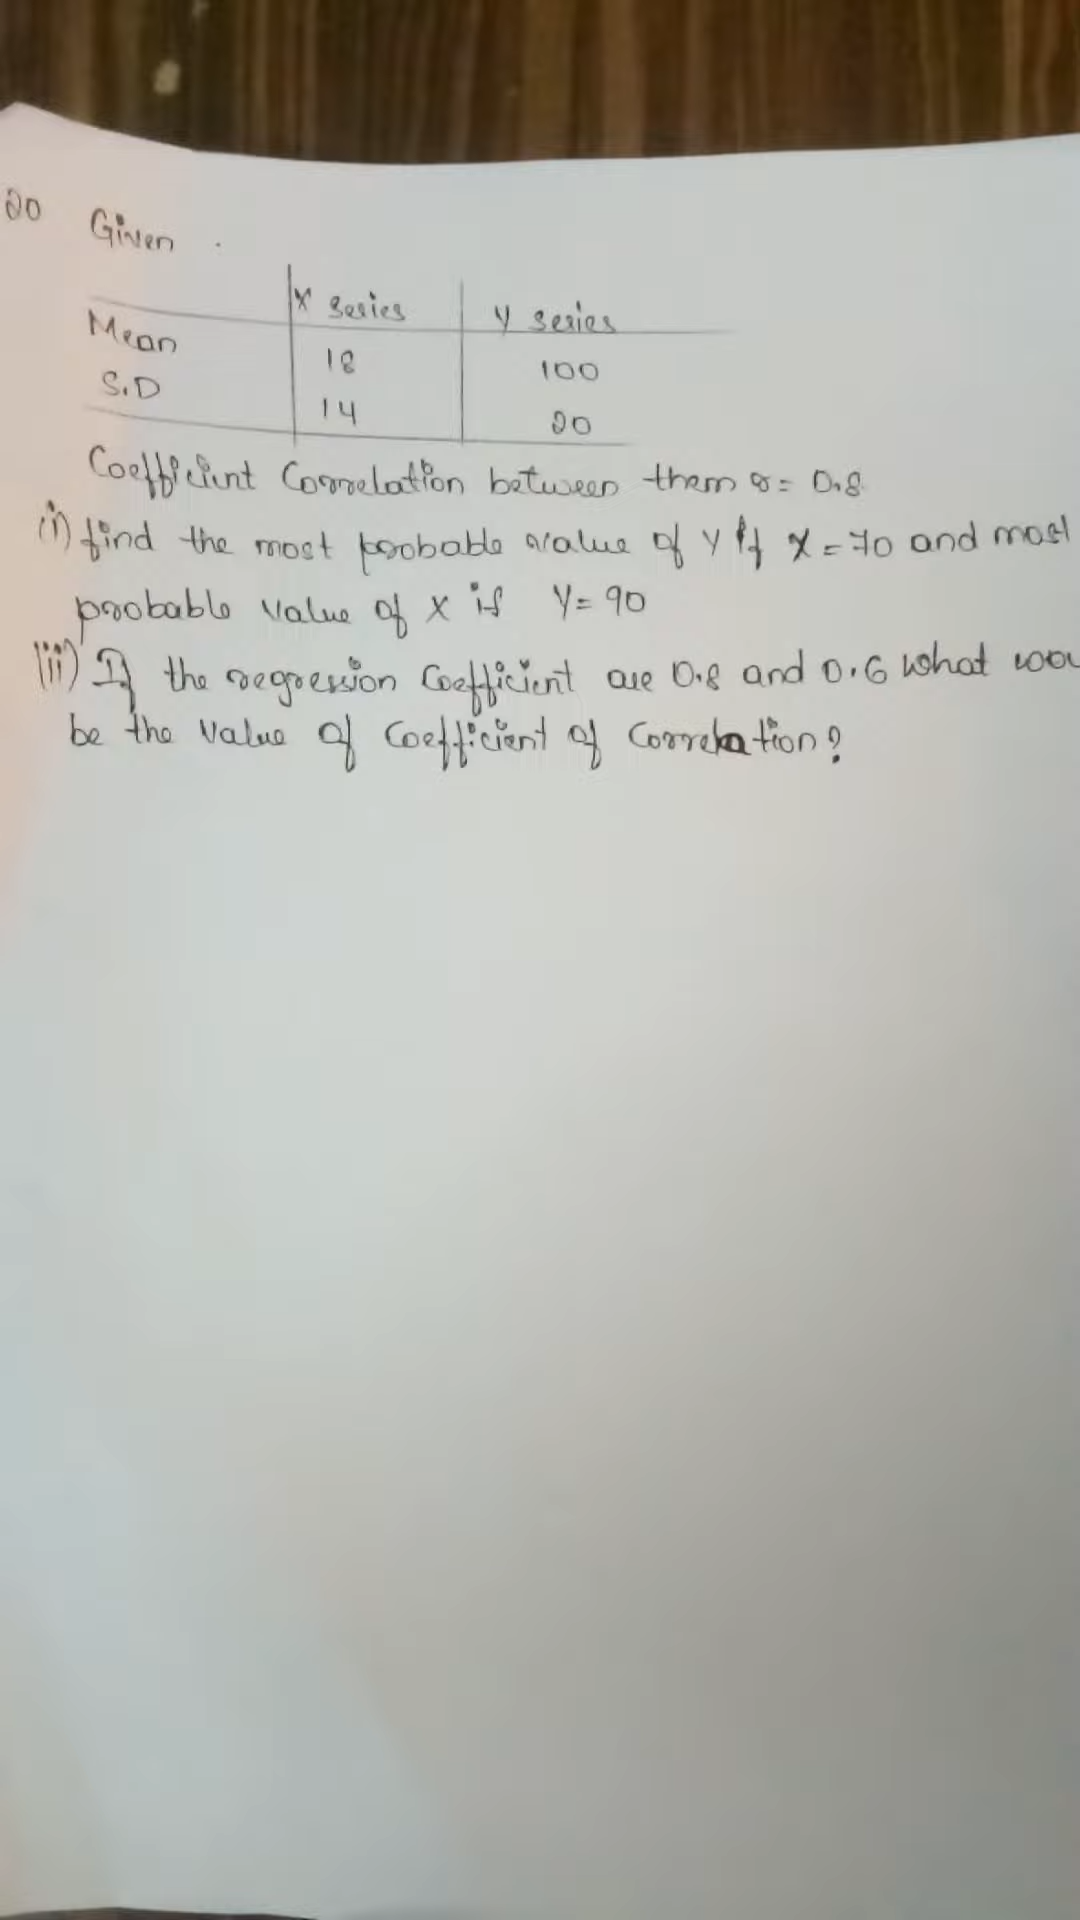 20 Given .
X series Y series
Mean 18 100
S.D 14 20
Coefficient Correlation between them r = 0.8
(i) find the most probable value of Y if X = 70 and most
probable value of X if Y = 90
(ii) If the regression Coefficient are 0.8 and 0.6 what wou
be the value of Coefficient of Correlation?